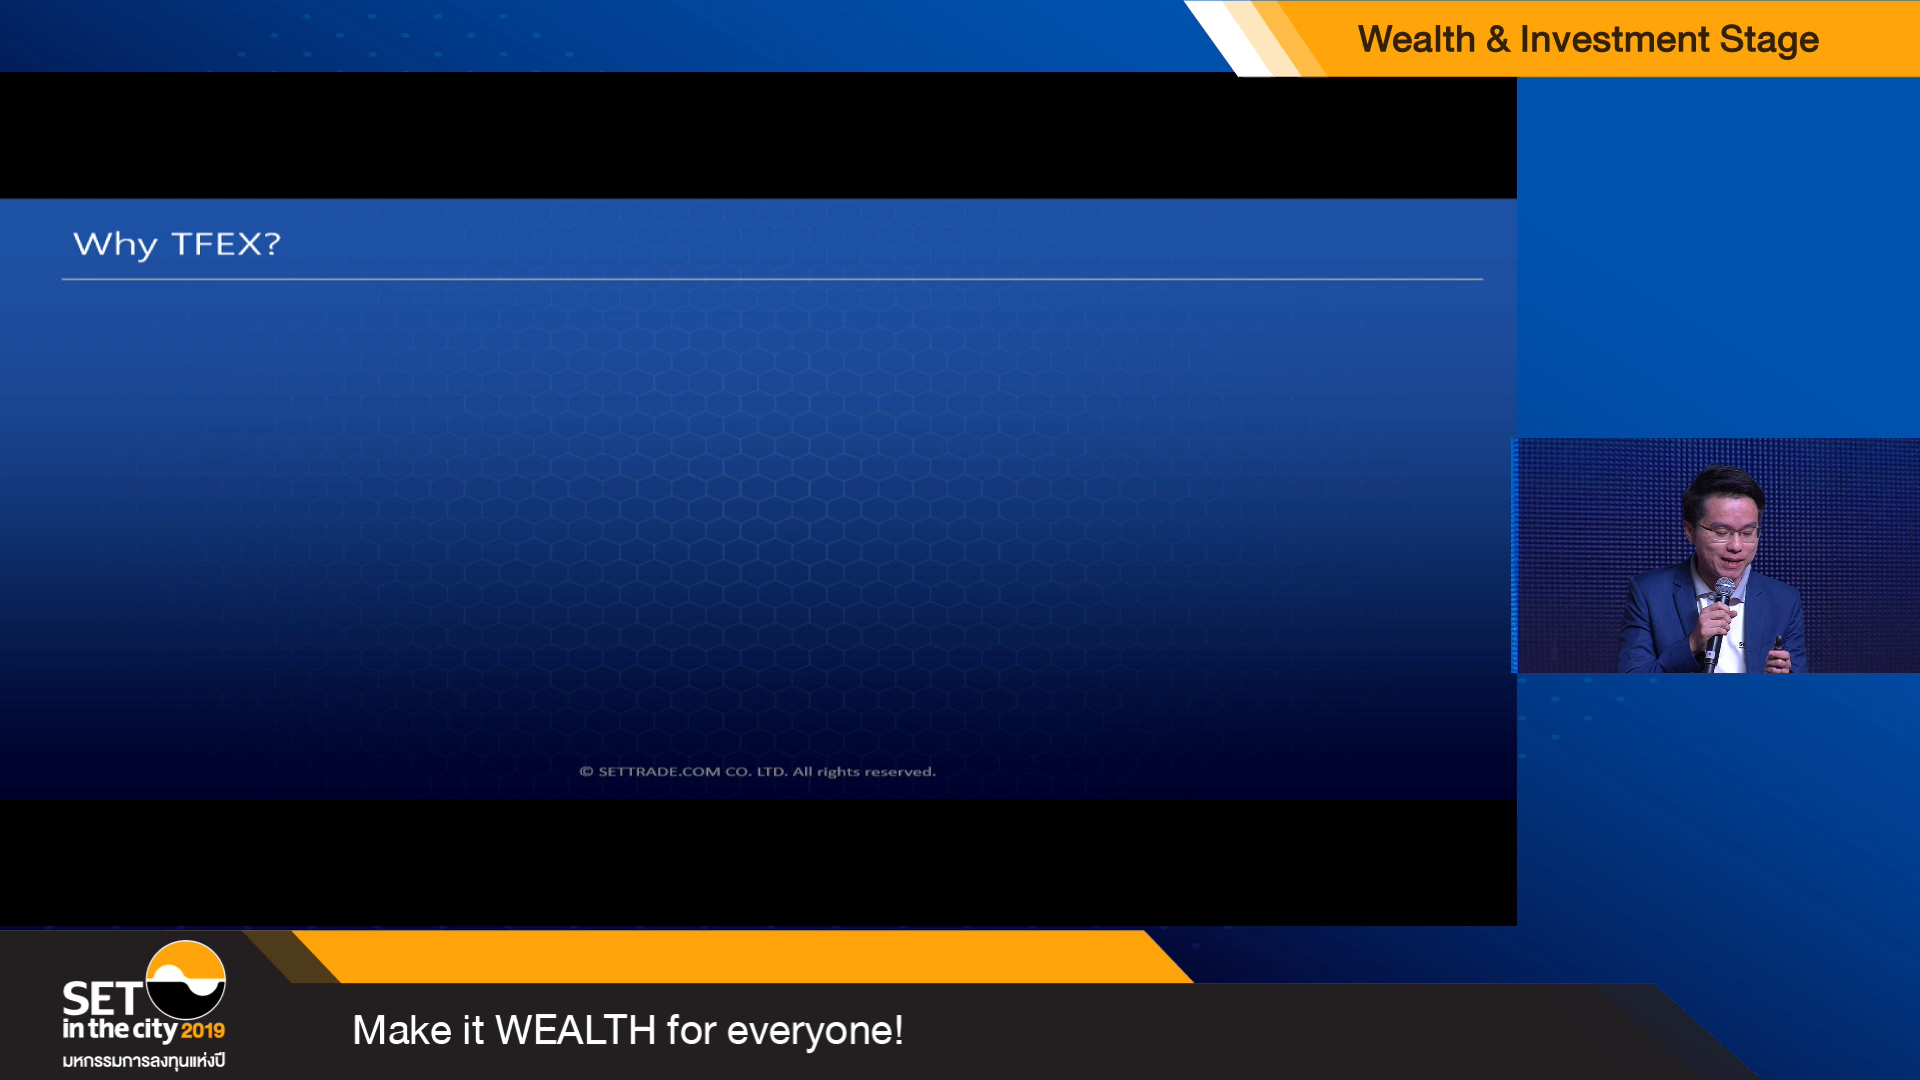 Wealth & Investment Stage
Why TFEX?
© SETTRADE.COM CO. LTD. All rights reserved.
SET
in the city 2019
มหกรรมการลงทุนแห่งปี
Make it WEALTH for everyone!